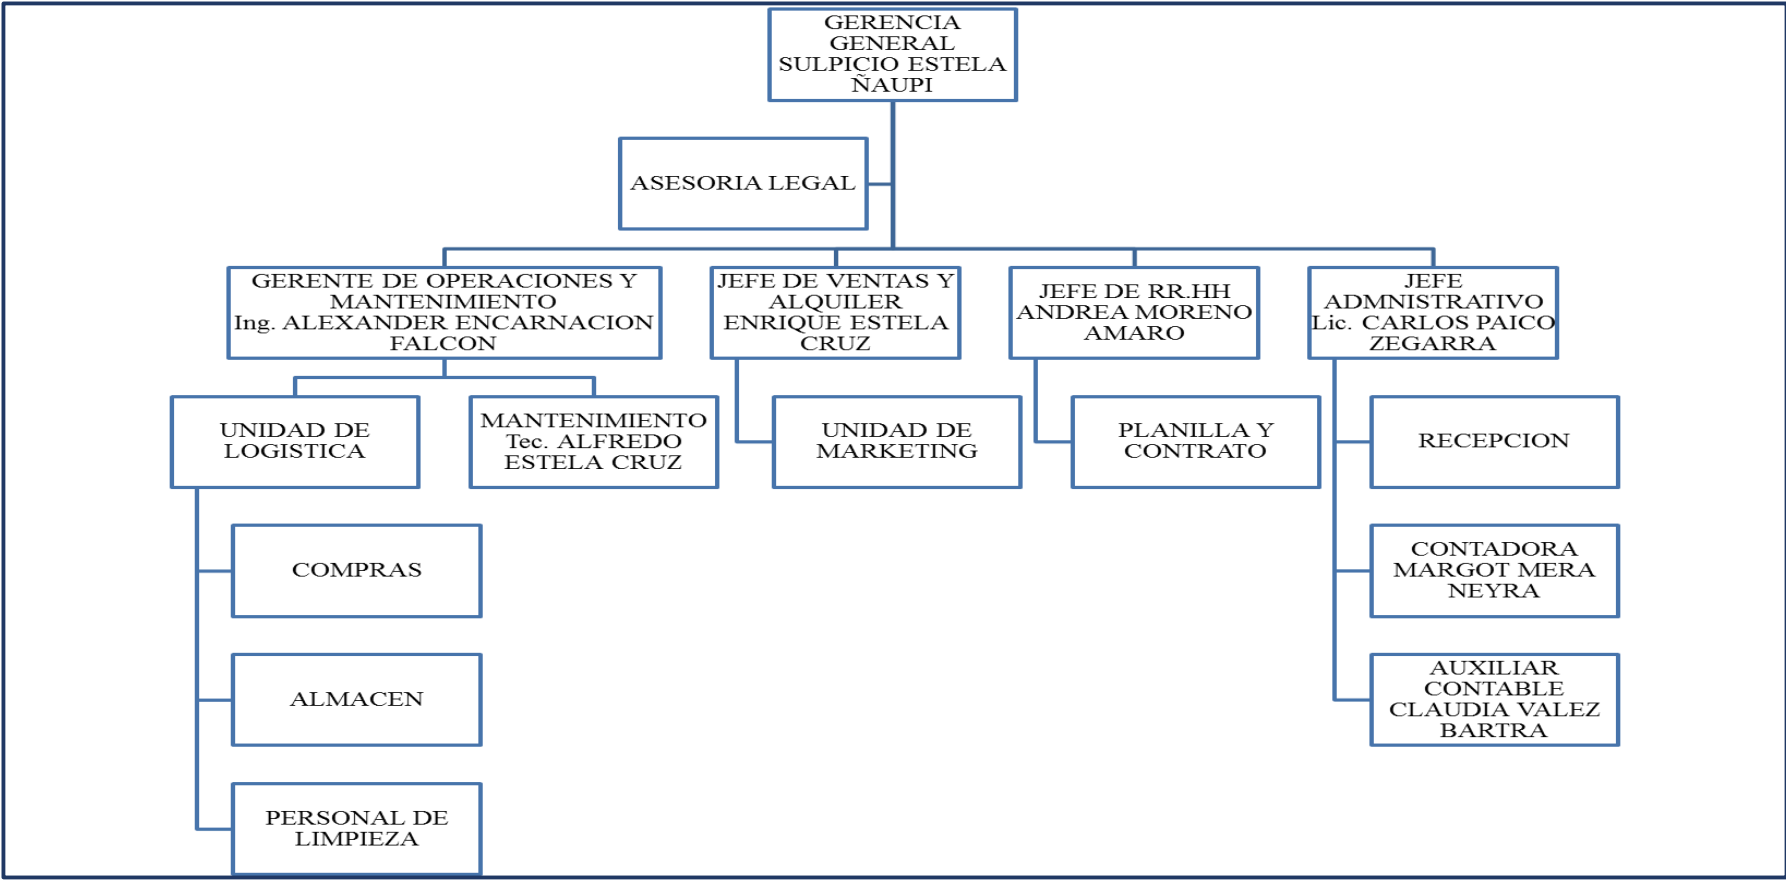 GERENCIA
GENERAL
SULPICIO ESTELA
ÑAUPI
ASESORIA LEGAL
GERENTE DE OPERACIONES Y
MANTENIMIENTO
Ing. ALEXANDER ENCARNACION
FALCON
JEFE DE VENTAS Y
ALQUILER
ENRIQUE ESTELA
CRUZ
JEFE DE RR.HH
ANDREA MORENO
AMARO
JEFE
ADMNISTRATIVO
Lic. CARLOS PAICO
ZEGARRA
UNIDAD DE
LOGISTICA
MANTENIMIENTO
Tec. ALFREDO
ESTELA CRUZ
UNIDAD DE
MARKETING
PLANILLA Y
CONTRATO
RECEPCION
COMPRAS
CONTADORA
MARGOT MERA
NEYRA
ALMACEN
AUXILIAR
CONTABLE
CLAUDIA VALEZ
BARTRA
PERSONAL DE
LIMPIEZA